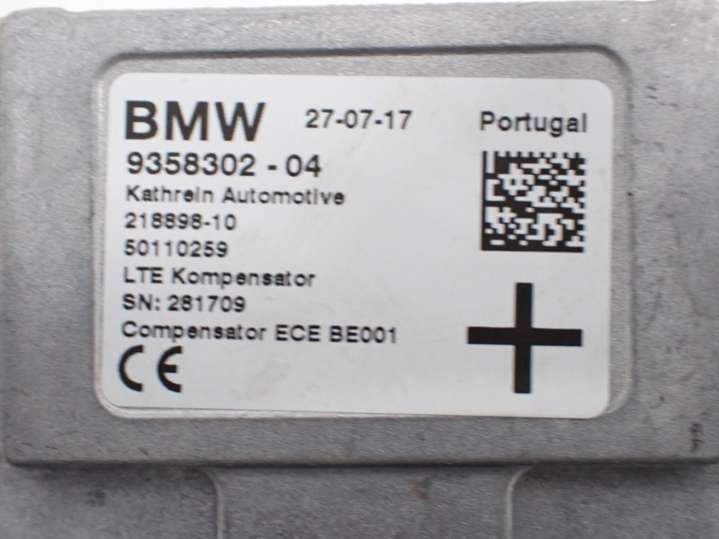 BMW 27-07-17 Portugal
9358302 - 04
Kathrein Automotive
218898-10
50110259
LTE Kompensator
SN: 281709
Compensator ECE BE001
CE